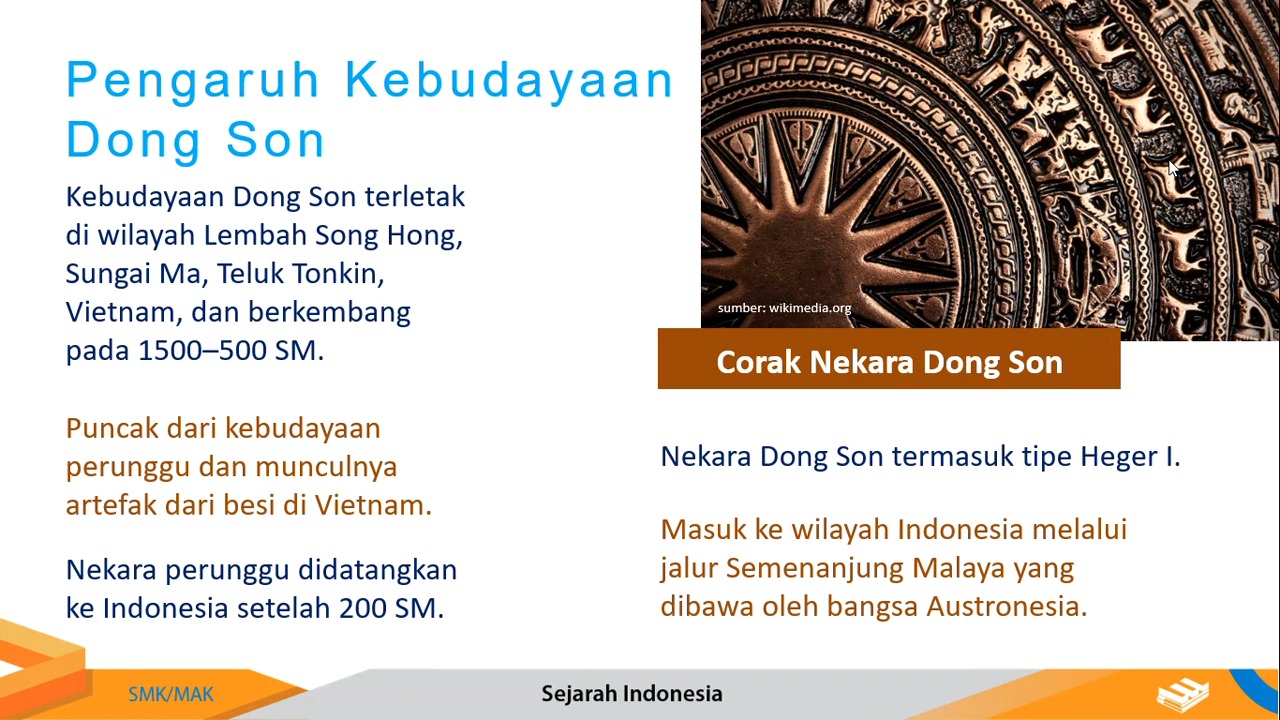 Pengaruh Kebudayaan
Dong Son
Kebudayaan Dong Son terletak
di wilayah Lembah Song Hong,
Sungai Ma, Teluk Tonkin,
Vietnam, dan berkembang
pada 1500–500 SM.
Puncak dari kebudayaan
perunggu dan munculnya
artefak dari besi di Vietnam.
Nekara perunggu didatangkan
ke Indonesia setelah 200 SM.
sumber: wikimedia.org
Corak Nekara Dong Son
Nekara Dong Son termasuk tipe Heger I.
Masuk ke wilayah Indonesia melalui
jalur Semenanjung Malaya yang
dibawa oleh bangsa Austronesia.
SMK/MAK
Sejarah Indonesia